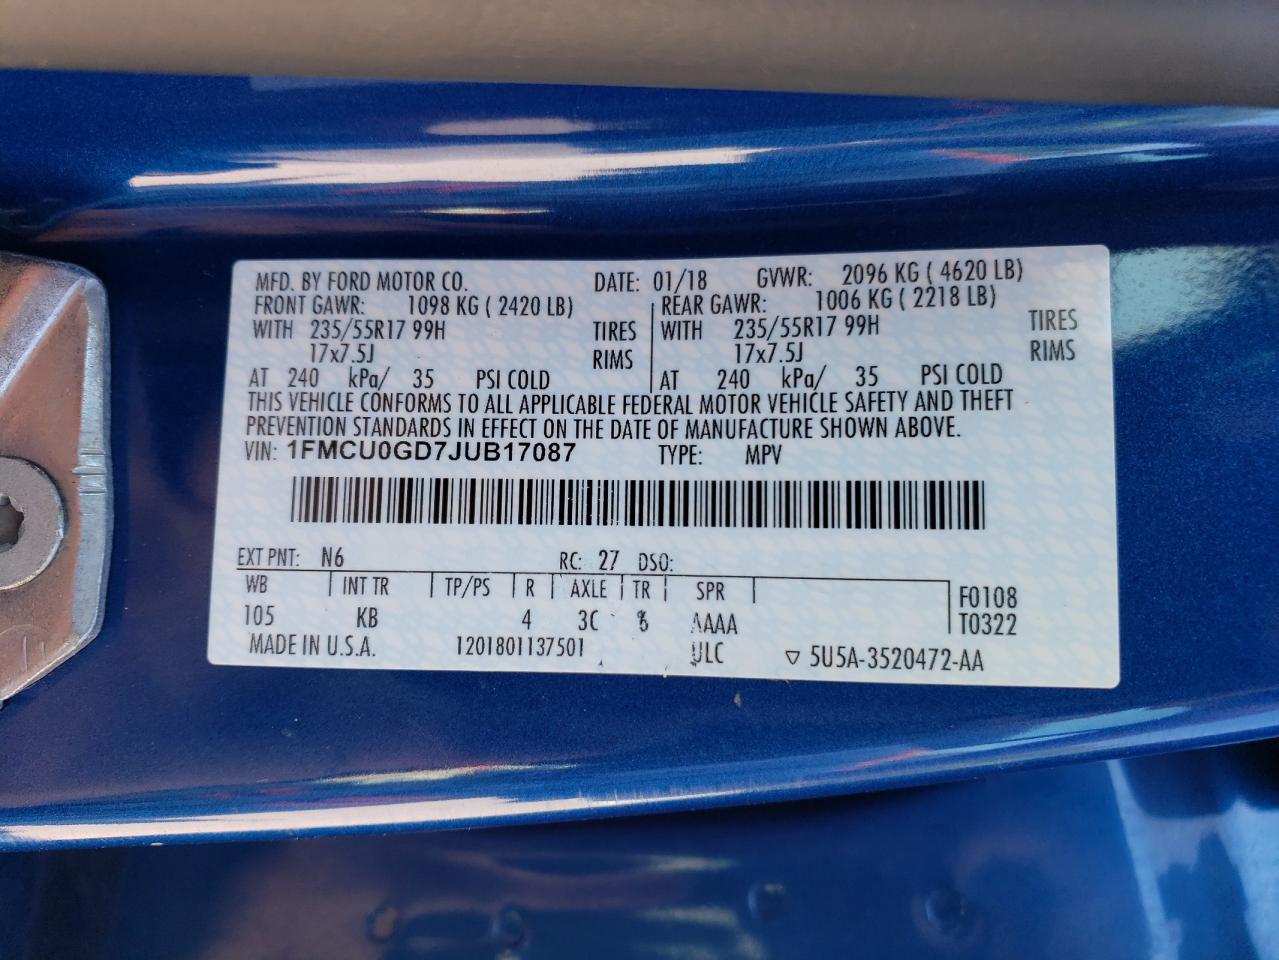 MFD. BY FORD MOTOR CO. DATE: 01/18 GVWR: 2096 KG ( 4620 LB)
FRONT GAWR: 1098 KG ( 2420 LB) REAR GAWR: 1006 KG ( 2218 LB)
WITH 235/55R17 99H TIRES WITH 235/55R17 99H TIRES
17x7.5J RIMS 17x7.5J RIMS
AT 240 kPa/ 35 PSI COLD AT 240 kPa/ 35 PSI COLD
THIS VEHICLE CONFORMS TO ALL APPLICABLE FEDERAL MOTOR VEHICLE SAFETY AND THEFT
PREVENTION STANDARDS IN EFFECT ON THE DATE OF MANUFACTURE SHOWN ABOVE.
VIN: 1FMCU0GD7JUB17087 TYPE: MPV
EXT PNT: N6 RC: 27 DSO:
WB INT TR TP/PS R AXLE TR SPR F0108
105 KB 4 3C 8 AAAA T0322
MADE IN U.S.A. 1201801137501 ULC 5U5A-3520472-AA